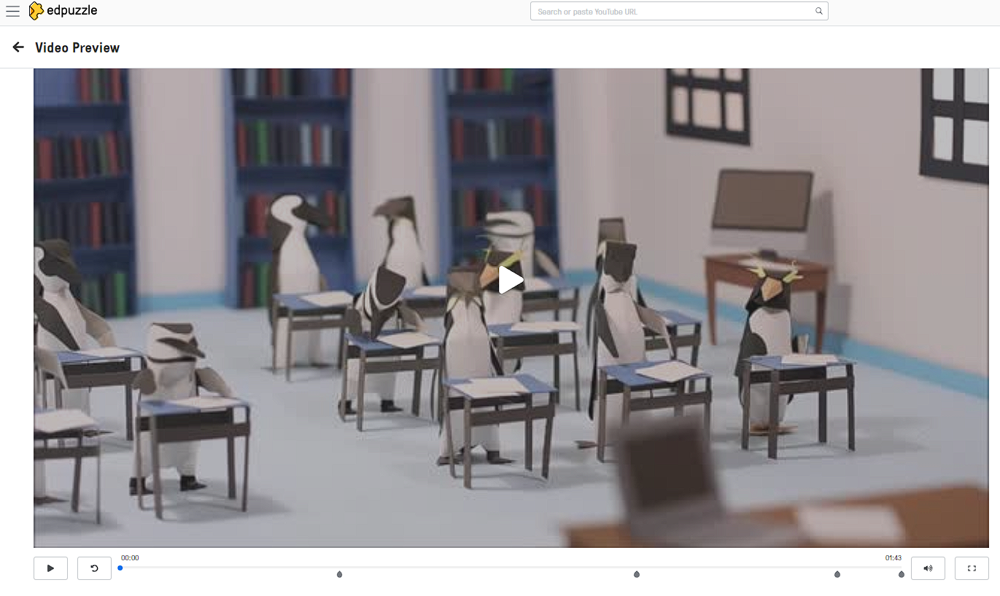 edpuzzle
Search or paste YouTube URL
Video Preview
00:00
01:43